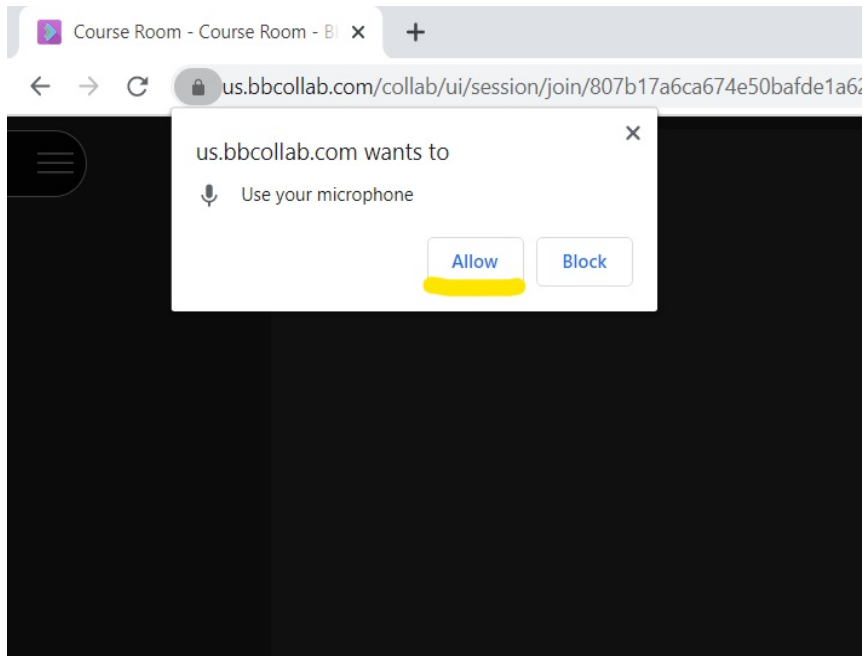 Course Room - Course Room - Bl
us.bbcollab.com/collab/ui/session/join/807b17a6ca674e50bafde1a62
us.bbcollab.com wants to
Use your microphone
Allow
Block